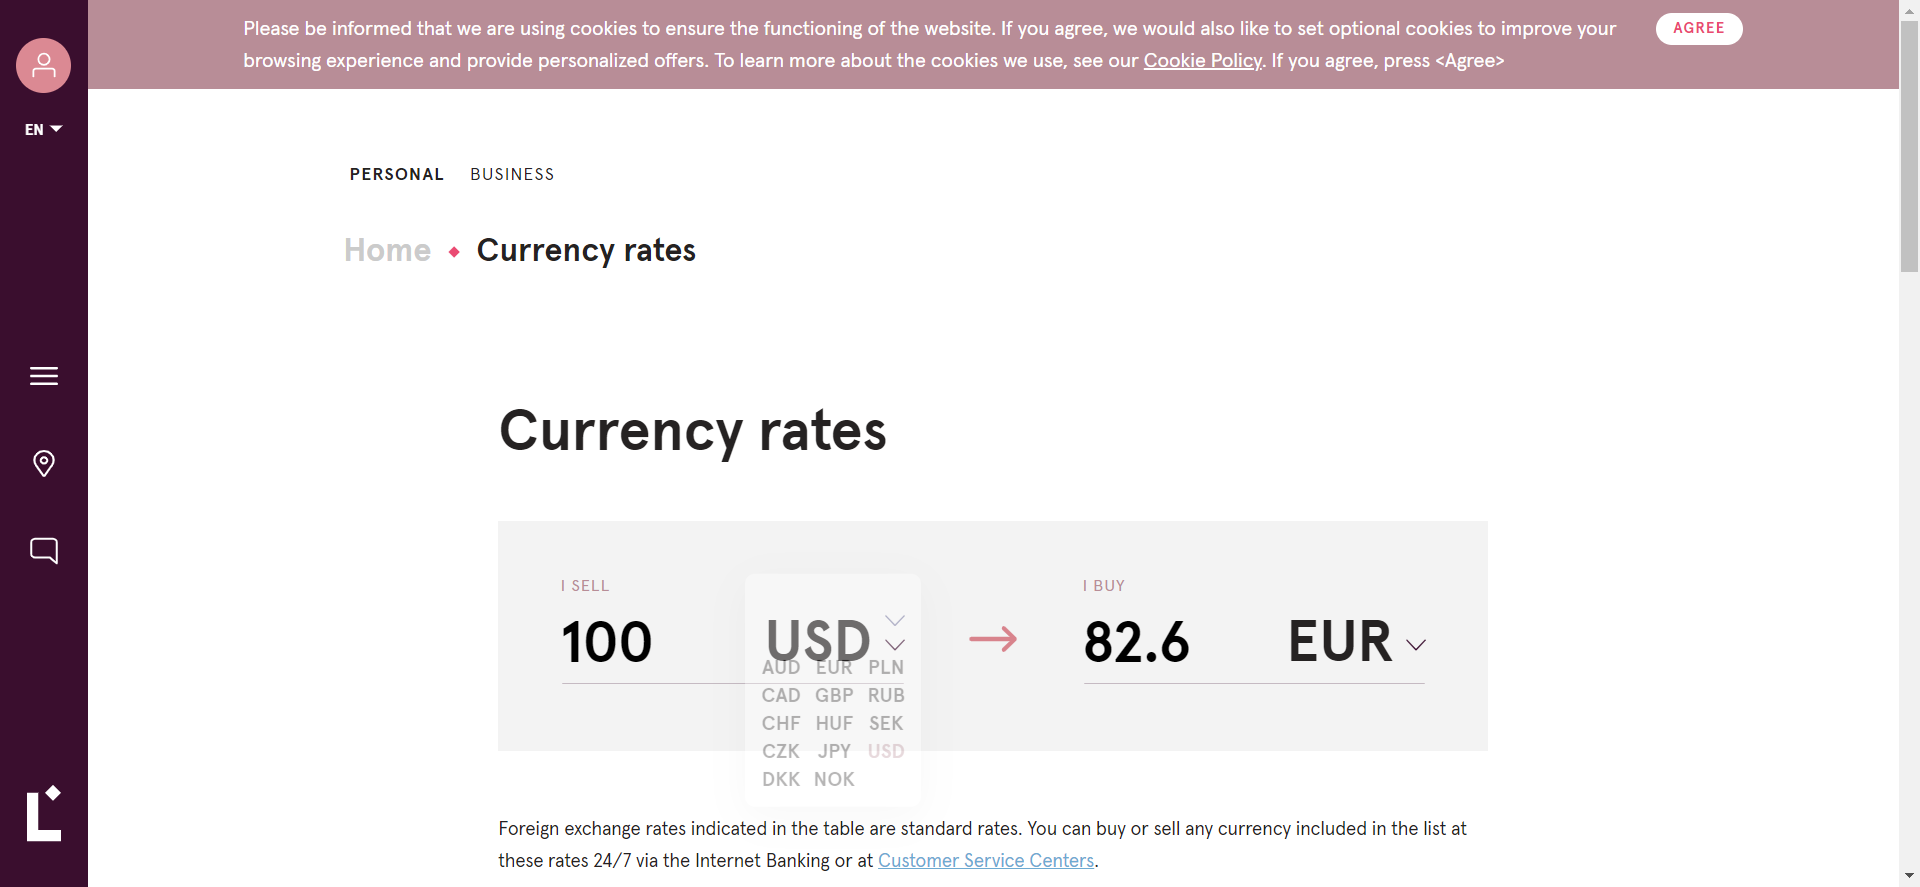 Please be informed that we are using cookies to ensure the functioning of the website. If you agree, we would also like to set optional cookies to improve your
browsing experience and provide personalized offers. To learn more about the cookies we use, see our Cookie Policy. If you agree, press <Agree>
AGREE
EN
PERSONAL BUSINESS
Home Currency rates
Currency rates
I SELL
100
USD
AUD EUR PLN
CAD GBP RUB
CHF HUF SEK
CZK JPY USD
DKK NOK
I BUY
82.6
EUR
Foreign exchange rates indicated in the table are standard rates. You can buy or sell any currency included in the list at
these rates 24/7 via the Internet Banking or at Customer Service Centers.
L